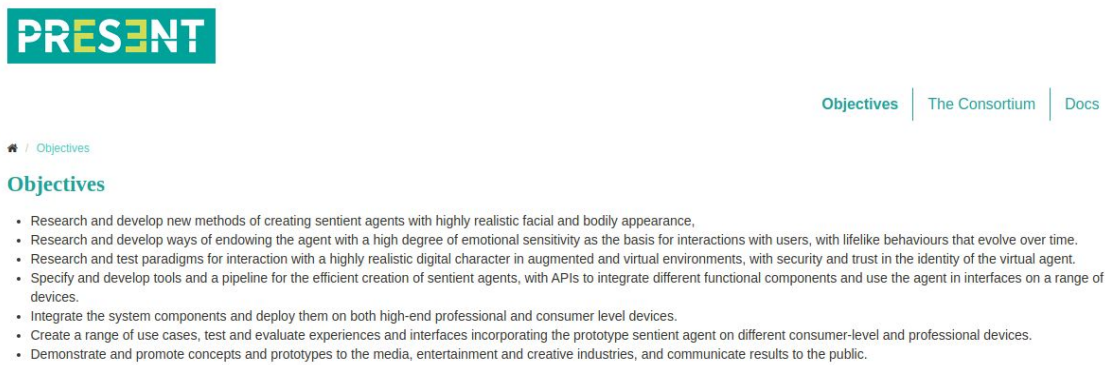 PRESENT
Objectives
The Consortium
Docs
/ Objectives
Objectives
• Research and develop new methods of creating sentient agents with highly realistic facial and bodily appearance,
• Research and develop ways of endowing the agent with a high degree of emotional sensitivity as the basis for interactions with users, with lifelike behaviours that evolve over time.
• Research and test paradigms for interaction with a highly realistic digital character in augmented and virtual environments, with security and trust in the identity of the virtual agent.
• Specify and develop tools and a pipeline for the efficient creation of sentient agents, with APIs to integrate different functional components and use the agent in interfaces on a range of
devices.
• Integrate the system components and deploy them on both high-end professional and consumer level devices.
• Create a range of use cases, test and evaluate experiences and interfaces incorporating the prototype sentient agent on different consumer-level and professional devices.
• Demonstrate and promote concepts and prototypes to the media, entertainment and creative industries, and communicate results to the public.